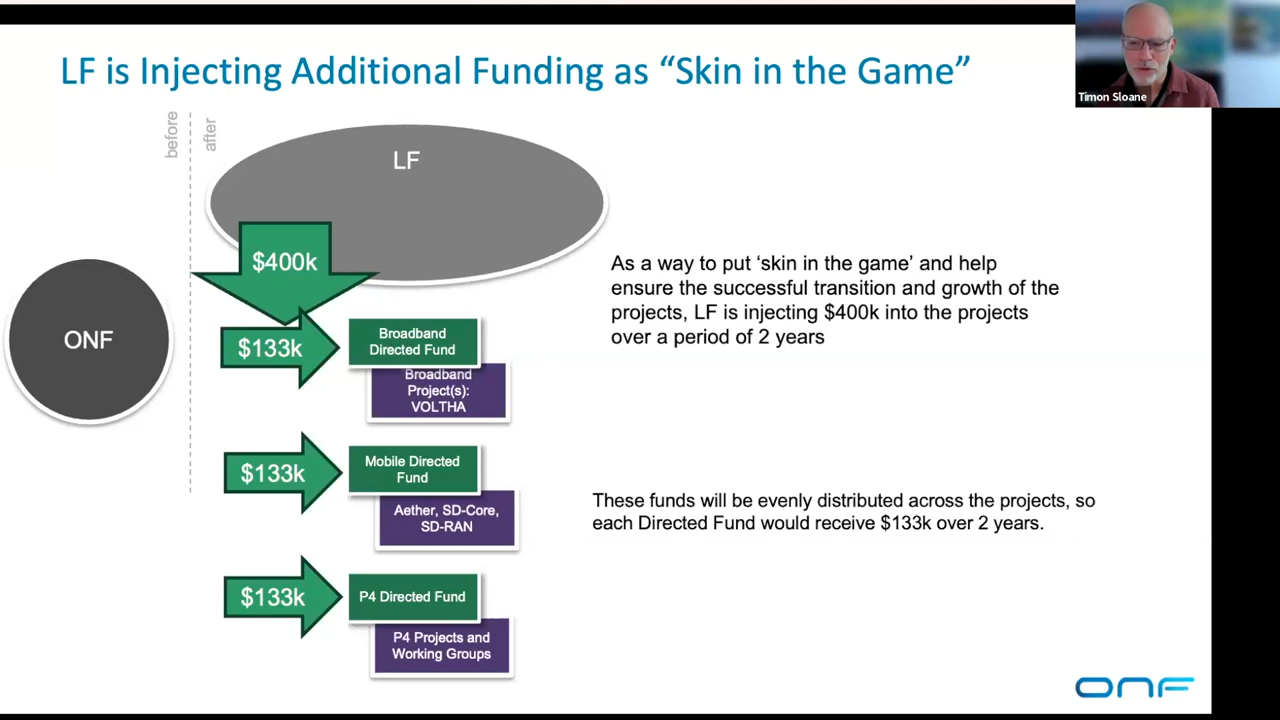 LF is Injecting Additional Funding as “Skin in the Game”
Timon Sloane
before
after
LF
$400k
ONF
As a way to put ‘skin in the game’ and help
ensure the successful transition and growth of the
projects, LF is injecting $400k into the projects
over a period of 2 years
$133k
Broadband
Directed Fund
Broadband
Project(s):
VOLTHA
$133k
Mobile Directed
Fund
Aether, SD-Core,
SD-RAN
These funds will be evenly distributed across the projects, so
each Directed Fund would receive $133k over 2 years.
$133k
P4 Directed Fund
P4 Projects and
Working Groups
ONF